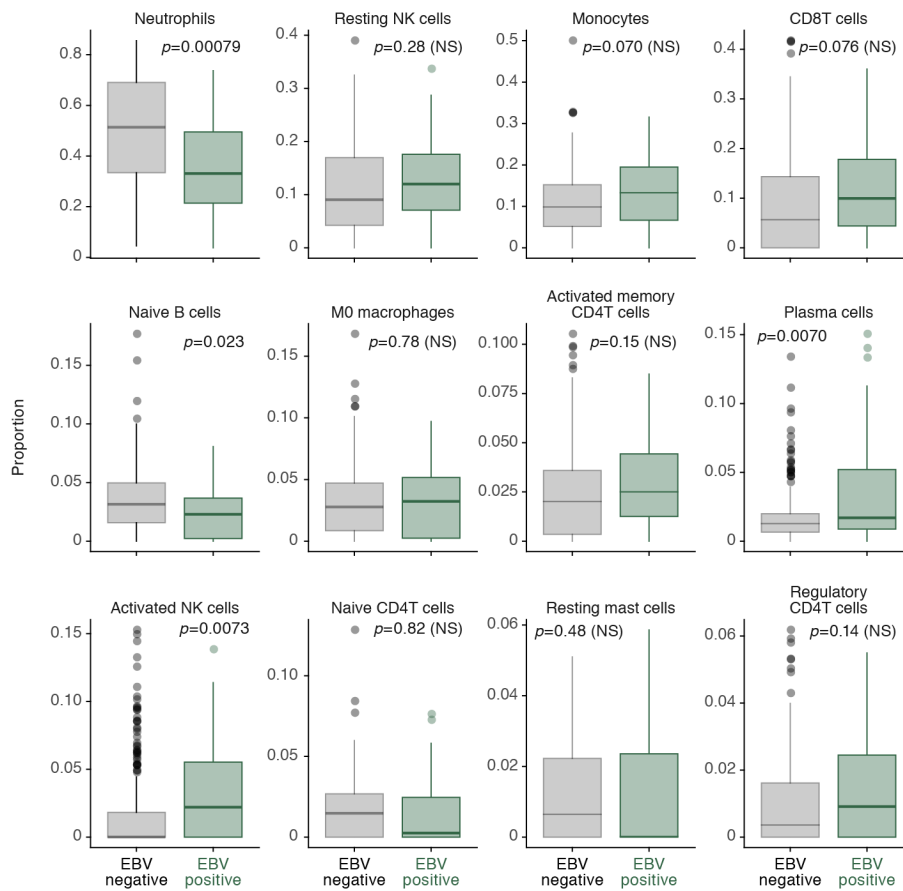 Neutrophils
p=0.00079
0.8
0.6
0.4
0.2
0
Resting NK cells
p=0.28 (NS)
0.4
0.3
0.2
0.1
0
Monocytes
p=0.070 (NS)
0.5
0.4
0.3
0.2
0.1
0
CD8T cells
p=0.076 (NS)
0.4
0.3
0.2
0.1
0
Proportion
Naive B cells
p=0.023
0.15
0.10
0.05
0
M0 macrophages
p=0.78 (NS)
0.15
0.10
0.05
0
Activated memory
CD4T cells
p=0.15 (NS)
0.100
0.075
0.050
0.025
0
Plasma cells
p=0.0070
0.15
0.10
0.05
0
Activated NK cells
p=0.0073
0.15
0.10
0.05
0
EBV
negative
EBV
positive
Naive CD4T cells
p=0.82 (NS)
0.10
0.05
0
EBV
negative
EBV
positive
Resting mast cells
p=0.48 (NS)
0.06
0.04
0.02
0
EBV
negative
EBV
positive
Regulatory
CD4T cells
p=0.14 (NS)
0.06
0.04
0.02
0
EBV
negative
EBV
positive